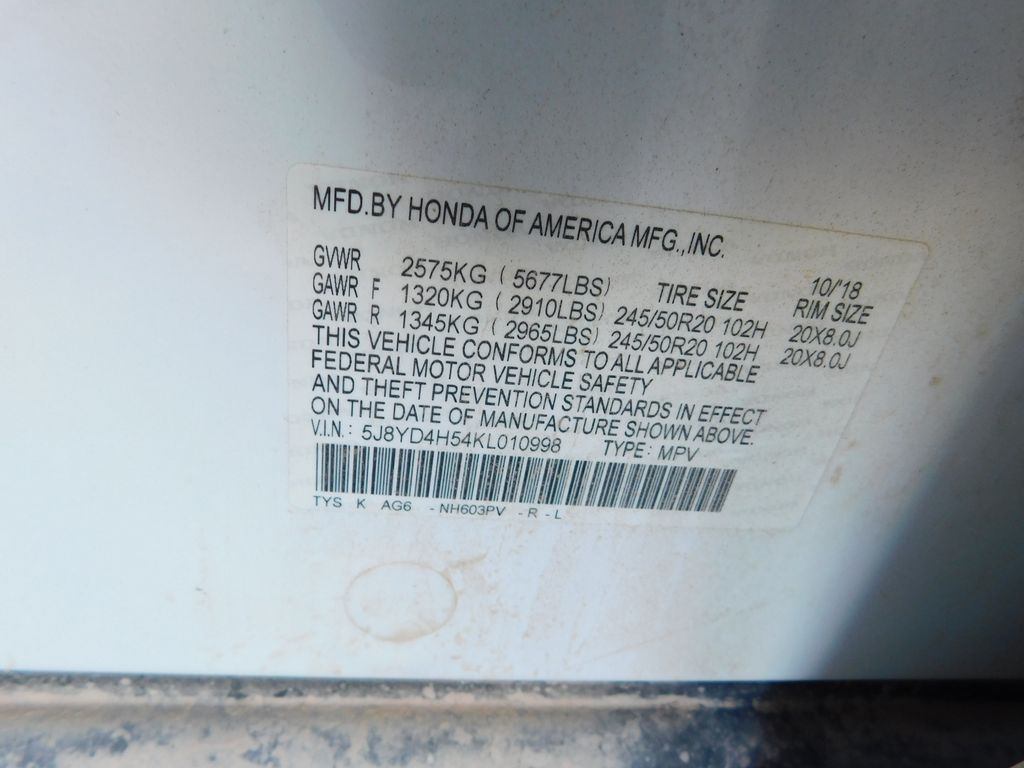 MFD.BY HONDA OF AMERICA MFG.,INC.
10/'18
GVWR 2575KG ( 5677LBS) TIRE SIZE RIM SIZE
GAWR F 1320KG ( 2910LBS) 245/50R20 102H 20X8.0J
GAWR R 1345KG ( 2965LBS) 245/50R20 102H 20X8.0J
THIS VEHICLE CONFORMS TO ALL APPLICABLE
FEDERAL MOTOR VEHICLE SAFETY
AND THEFT PREVENTION STANDARDS IN EFFECT
ON THE DATE OF MANUFACTURE SHOWN ABOVE.
V.I.N.: 5J8YD4H54KL010998 TYPE: MPV
TYS K AG6 -NH603PV -R-L